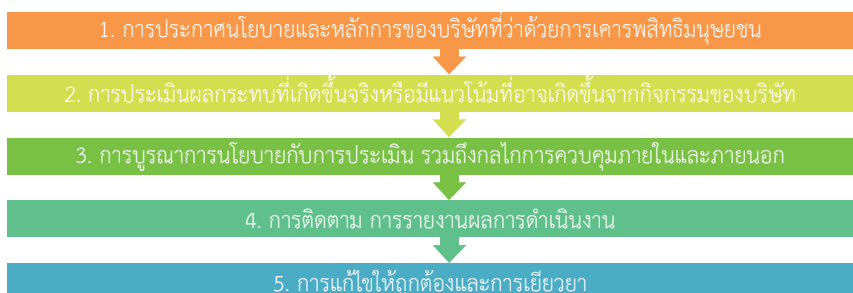 1. การประกาศนโยบายและหลักการของบริษัทที่ว่าด้วยการเคารพสิทธิมนุษยชน
2. การประเมินผลกระทบที่เกิดขึ้นจริงหรือมีแนวโน้มที่อาจเกิดขึ้นจากกิจกรรมของบริษัท
3. การบูรณาการนโยบายกับการประเมิน รวมถึงกลไกการควบคุมภายในและภายนอก
4. การติดตาม การรายงานผลการดำเนินงาน
5. การแก้ไขให้ถูกต้องและการเยียวยา